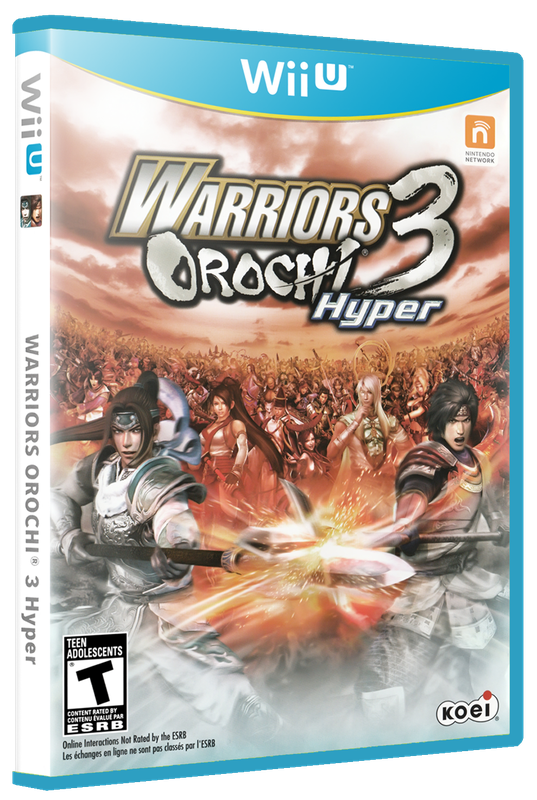 Wii U™
NINTENDO
NETWORK
WARRIORS
OROCHI® 3
Hyper
TEEN
ADOLESCENTS
®
T
CONTENT RATED BY
CONTENU ÉVALUÉ PAR
ESRB
Online Interactions Not Rated by the ESRB
Les échanges en ligne ne sont pas classés par l'ESRB
KOEI
Wii U™
WARRIORS OROCHI® 3 Hyper